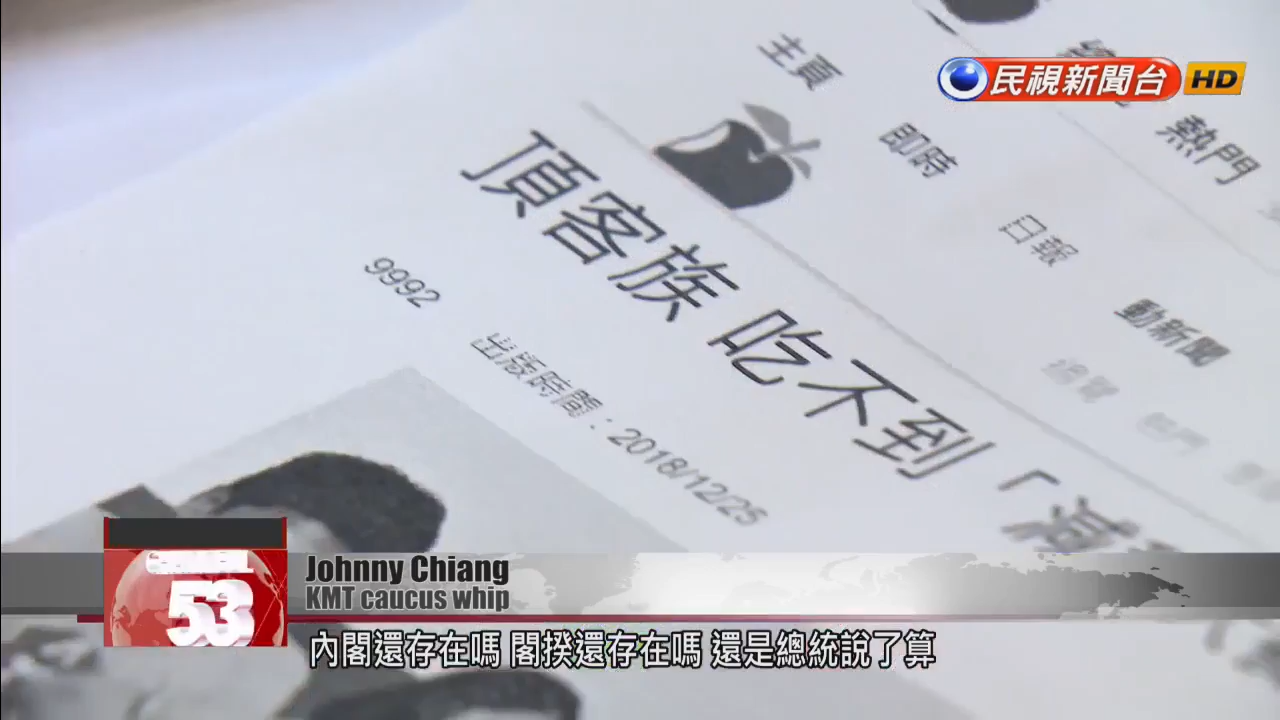 民視新聞台 HD
主頁
即時
熱門
日報
動新聞
頂客族 吃不到「減
9992
出版時間：2018/12/25
53
Johnny Chiang
KMT caucus whip
內閣還存在嗎 閣揆還存在嗎 還是總統說了算